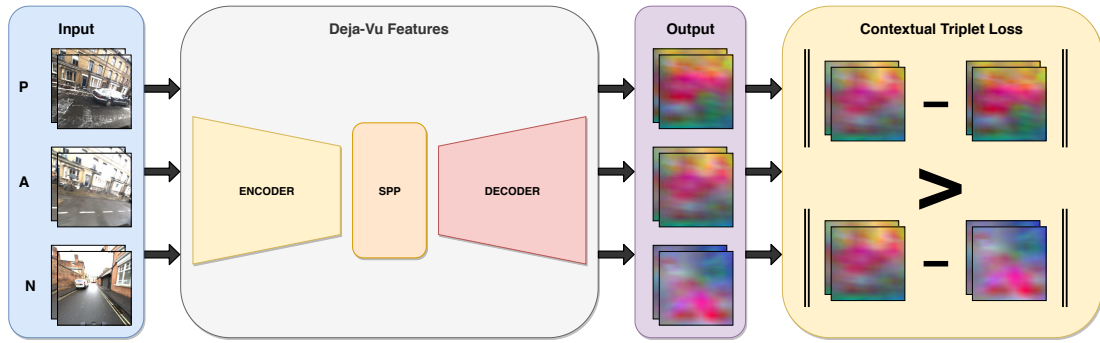 Input
Deja-Vu Features
Output
Contextual Triplet Loss
P
A
N
ENCODER
SPP
DECODER
−
>
−